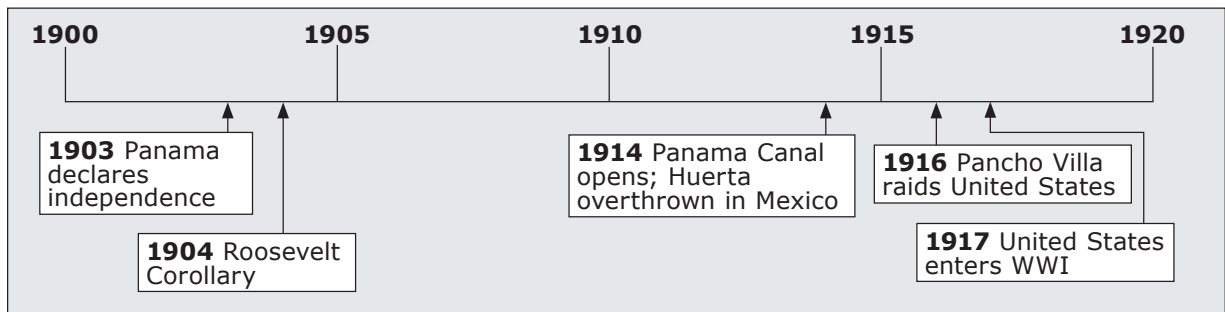 1900
1905
1910
1915
1920
1903 Panama
declares
independence
1904 Roosevelt
Corollary
1914 Panama Canal
opens; Huerta
overthrown in Mexico
1916 Pancho Villa
raids United States
1917 United States
enters WWI